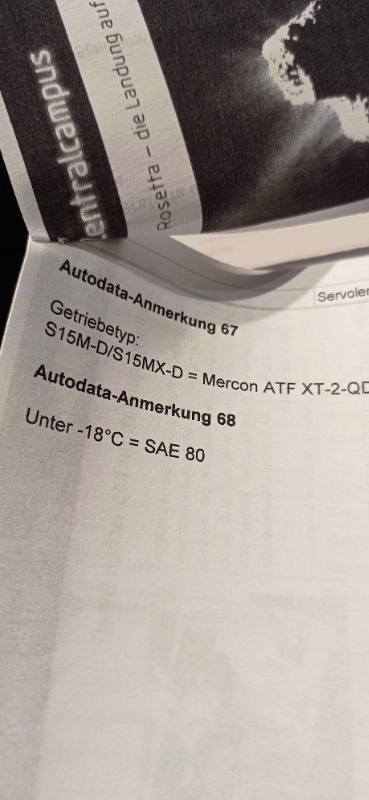 entralcampus
Rosetta – die Landung auf
Servoler
Autodata-Anmerkung 67
Getriebetyp:
S15M-D/S15MX-D = Mercon ATF XT-2-QD
Autodata-Anmerkung 68
Unter -18°C = SAE 80